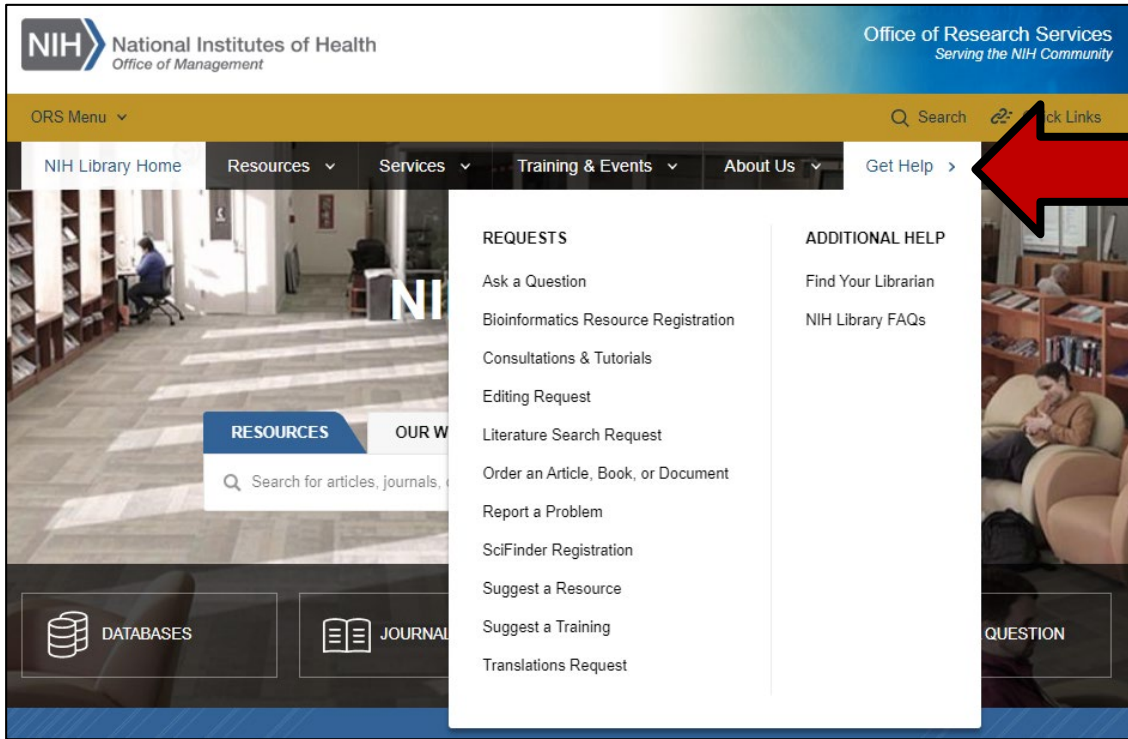 NIH National Institutes of Health
Office of Management
Office of Research Services
Serving the NIH Community
ORS Menu
Search
Links
NIH Library Home
Resources
Services
Training & Events
About Us
Get Help
REQUESTS
Ask a Question
Bioinformatics Resource Registration
Consultations & Tutorials
Editing Request
Literature Search Request
Order an Article, Book, or Document
Report a Problem
SciFinder Registration
Suggest a Resource
Suggest a Training
Translations Request
ADDITIONAL HELP
Find Your Librarian
NIH Library FAQs
RESOURCES
OUR
Search for articles, journals,
DATABASES
JOURNAL
QUESTION